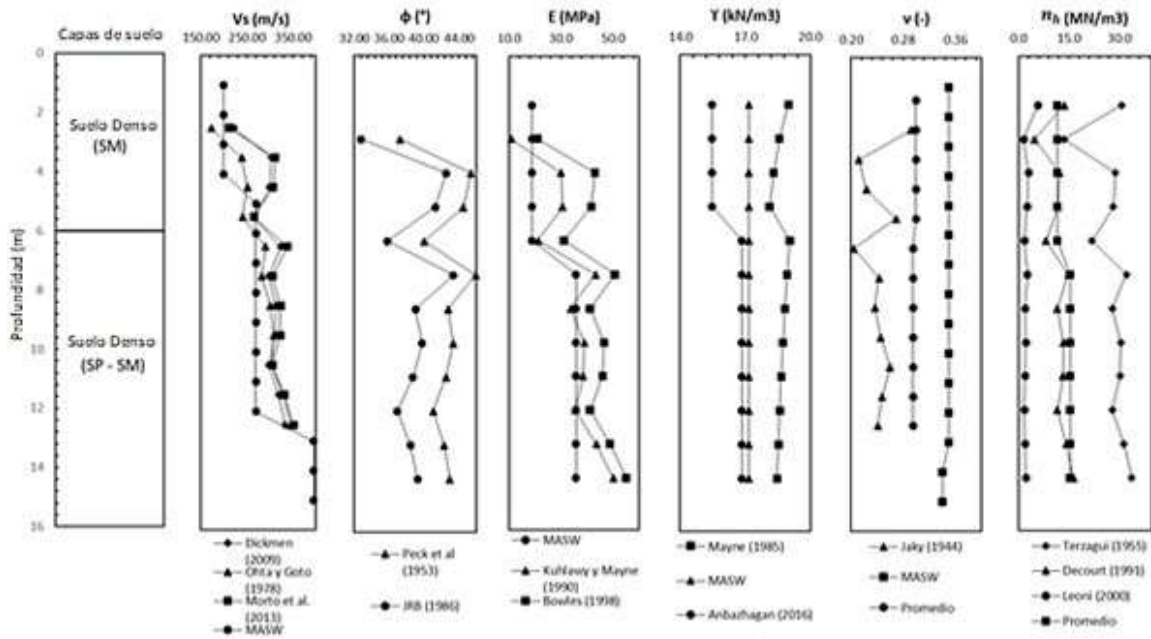 Capas de suelo
Vs (m/s)
150.00 250.00 350.00
ϕ (°)
32.00 36.00 40.00 44.00
E (MPa)
10.0 30.0 50.0
ϒ (kN/m3)
14.0 17.0 20.0
ν (-)
0.20 0.28 0.36
nh (MN/m3)
0.0 15.0 30.0
Profundidad (m)
0
2
4
6
8
10
12
14
16
Suelo Denso
(SM)
Suelo Denso
(SP - SM)
Dickmen
(2009)
Ohta y Goto
(1978)
Morto et al.
(2013)
MASW
Peck et al
(1953)
JRB (1986)
MASW
Kuhlawy y Mayne
(1990)
Bowles (1998)
Mayne (1985)
MASW
Anbazhagan (2016)
Jaky (1944)
MASW
Promedio
Terzagui (1955)
Decourt (1991)
Leoni (2000)
Promedio